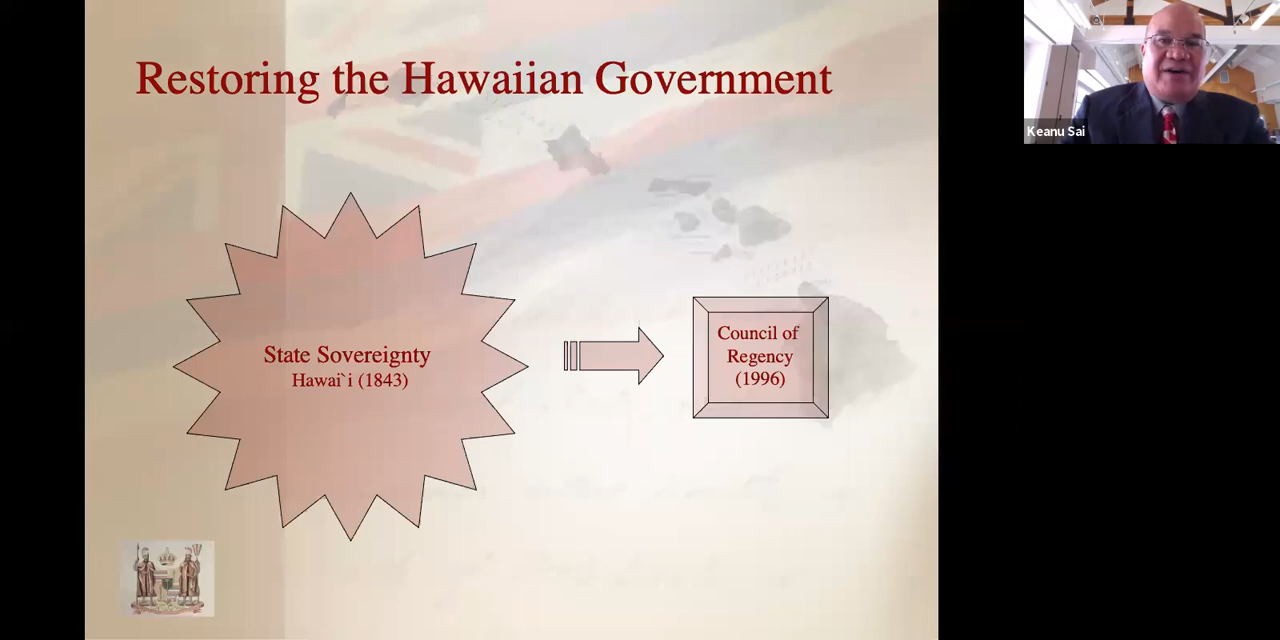 Restoring the Hawaiian Government
Keanu Sai
State Sovereignty
Hawai`i (1843)
Council of
Regency
(1996)